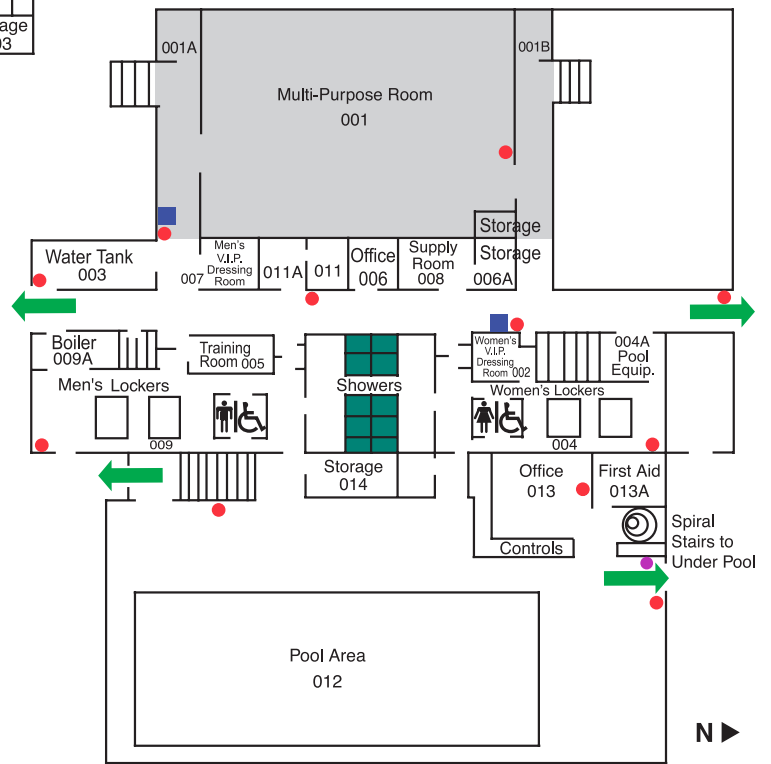 age
03
001A
001B
Multi-Purpose Room
001
Storage
Water Tank
003
007
Men's
V.I.P.
Dressing
Room
011A
011
Office
006
Supply
Room
008
Storage
006A
Boiler
009A
Training
Room 005
Women's
V.I.P.
Dressing
Room 002
004A
Pool
Equip.
Men's Lockers
Showers
Women's Lockers
009
004
Storage
014
Office
013
First Aid
013A
Controls
Spiral
Stairs to
Under Pool
Pool Area
012
N